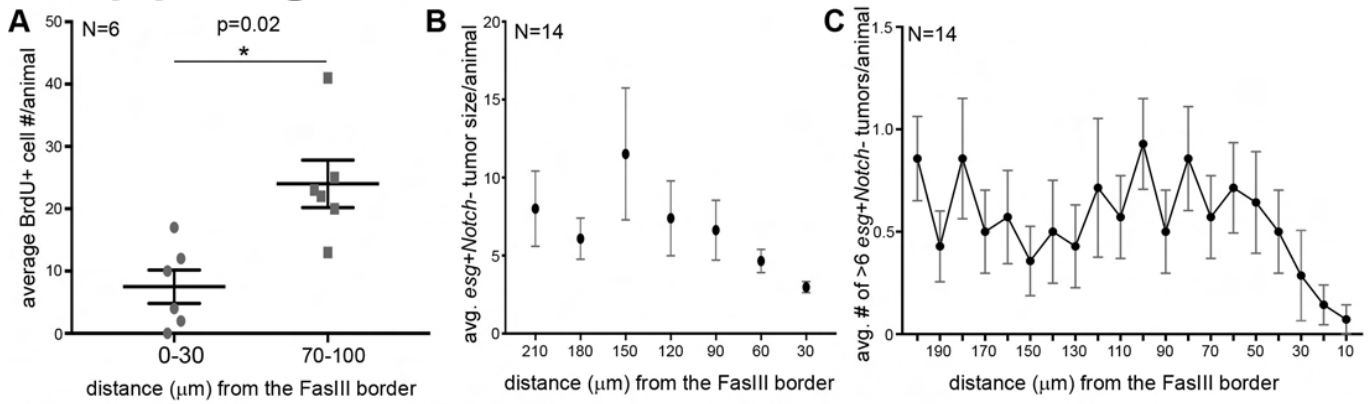 A
N=6
p=0.02
*
average BrdU+ cell #/animal
50
40
30
20
10
0
0-30
70-100
distance (μm) from the FasIII border
B
N=14
avg. esg+Notch- tumor size/animal
20
15
10
5
0
210 180 150 120 90 60 30
distance (μm) from the FasIII border
C
N=14
avg. # of >6 esg+Notch- tumors/animal
1.5
1.0
0.5
0
190 170 150 130 110 90 70 50 30 10
distance (μm) from the FasIII border